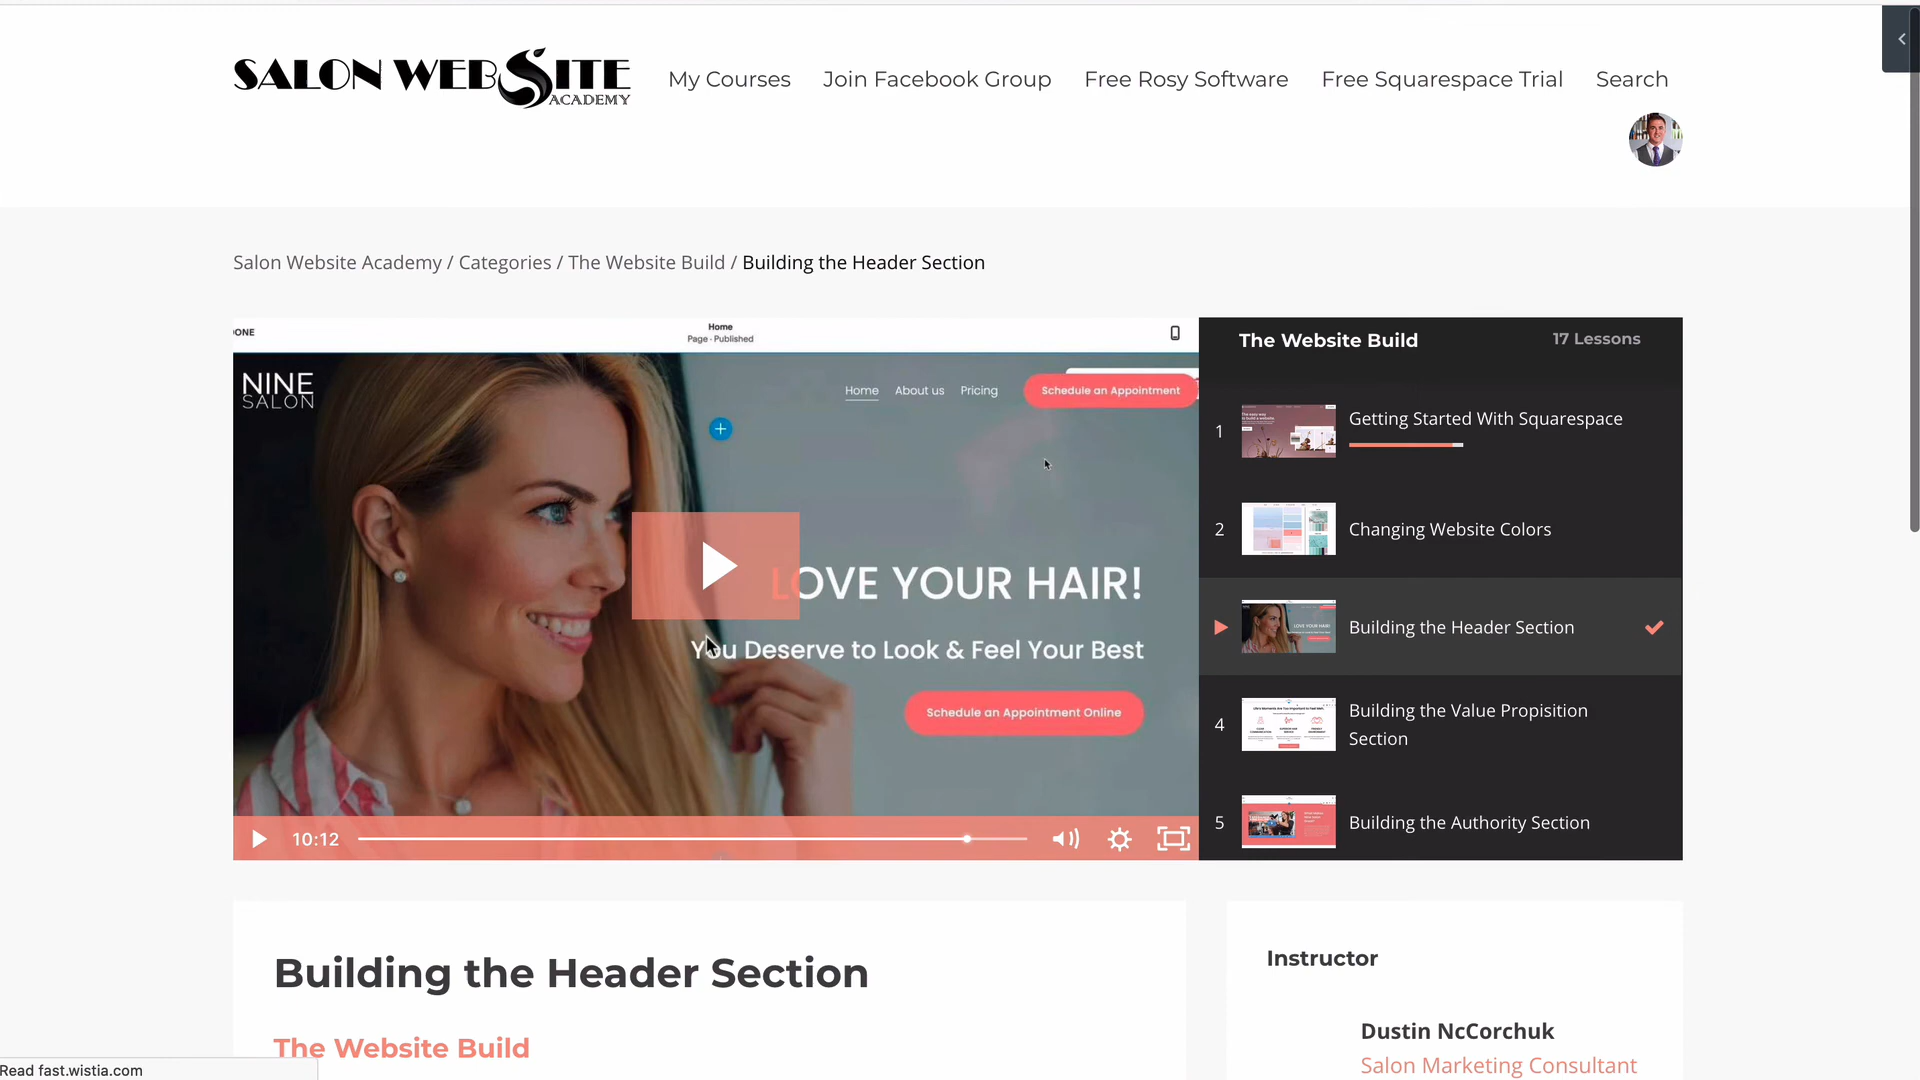 SALON WEBSITE
ACADEMY
My Courses
Join Facebook Group
Free Rosy Software
Free Squarespace Trial
Search
Salon Website Academy / Categories / The Website Build / Building the Header Section
DONE
Home
Page · Published
NINE
SALON
Home
About us
Pricing
Schedule an Appointment
LOVE YOUR HAIR!
You Deserve to Look & Feel Your Best
Schedule an Appointment Online
10:12
The Website Build
17 Lessons
1
Getting Started With Squarespace
2
Changing Website Colors
Building the Header Section
4
Building the Value Propisition
Section
5
Building the Authority Section
Building the Header Section
The Website Build
Instructor
Dustin NcCorchuk
Salon Marketing Consultant
Read fast.wistia.com